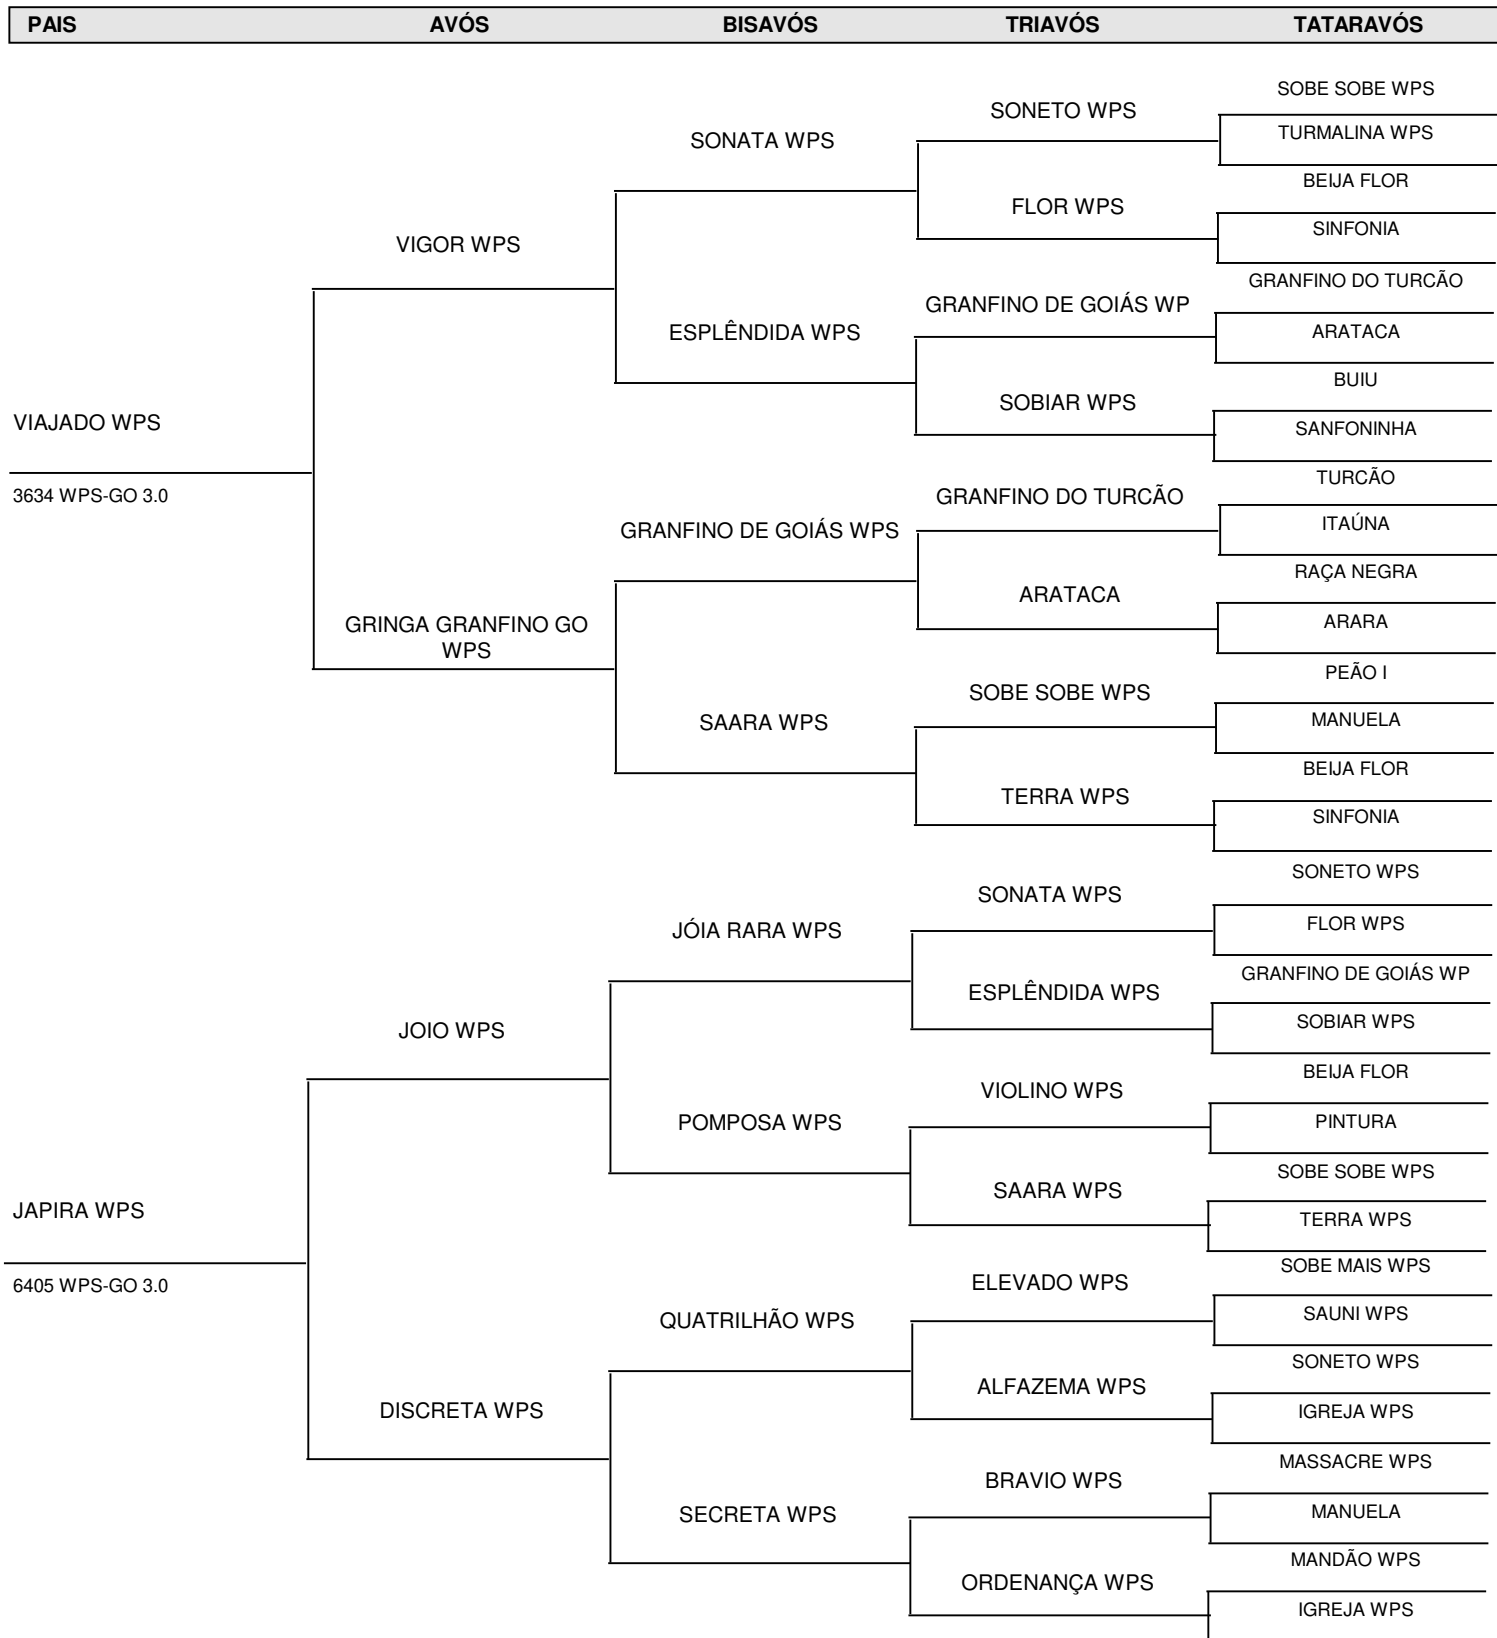 PAIS AVÓS BISAVÓS TRIAVÓS TATARAVÓS
SOBE SOBE WPS
SONETO WPS
TURMALINA WPS
SONATA WPS
BEIJA FLOR
FLOR WPS
SINFONIA
VIGOR WPS
GRANFINO DO TURCÃO
GRANFINO DE GOIÁS WP
ARATACA
ESPLÊNDIDA WPS
BUIU
SOBIAR WPS
SANFONINHA
VIAJADO WPS
3634 WPS-GO 3.0
TURCÃO
GRANFINO DO TURCÃO
ITAÚNA
GRANFINO DE GOIÁS WPS
RAÇA NEGRA
ARATACA
ARARA
GRINGA GRANFINO GO
WPS
PEÃO I
SOBE SOBE WPS
MANUELA
SAARA WPS
BEIJA FLOR
TERRA WPS
SINFONIA
SONETO WPS
SONATA WPS
FLOR WPS
JÓIA RARA WPS
GRANFINO DE GOIÁS WP
ESPLÊNDIDA WPS
SOBIAR WPS
JOIO WPS
BEIJA FLOR
VIOLINO WPS
PINTURA
POMPOSA WPS
SOBE SOBE WPS
SAARA WPS
TERRA WPS
JAPIRA WPS
6405 WPS-GO 3.0
SOBE MAIS WPS
ELEVADO WPS
SAUNI WPS
QUATRILHÃO WPS
SONETO WPS
ALFAZEMA WPS
IGREJA WPS
DISCRETA WPS
MASSACRE WPS
BRAVIO WPS
MANUELA
SECRETA WPS
MANDÃO WPS
ORDENANÇA WPS
IGREJA WPS